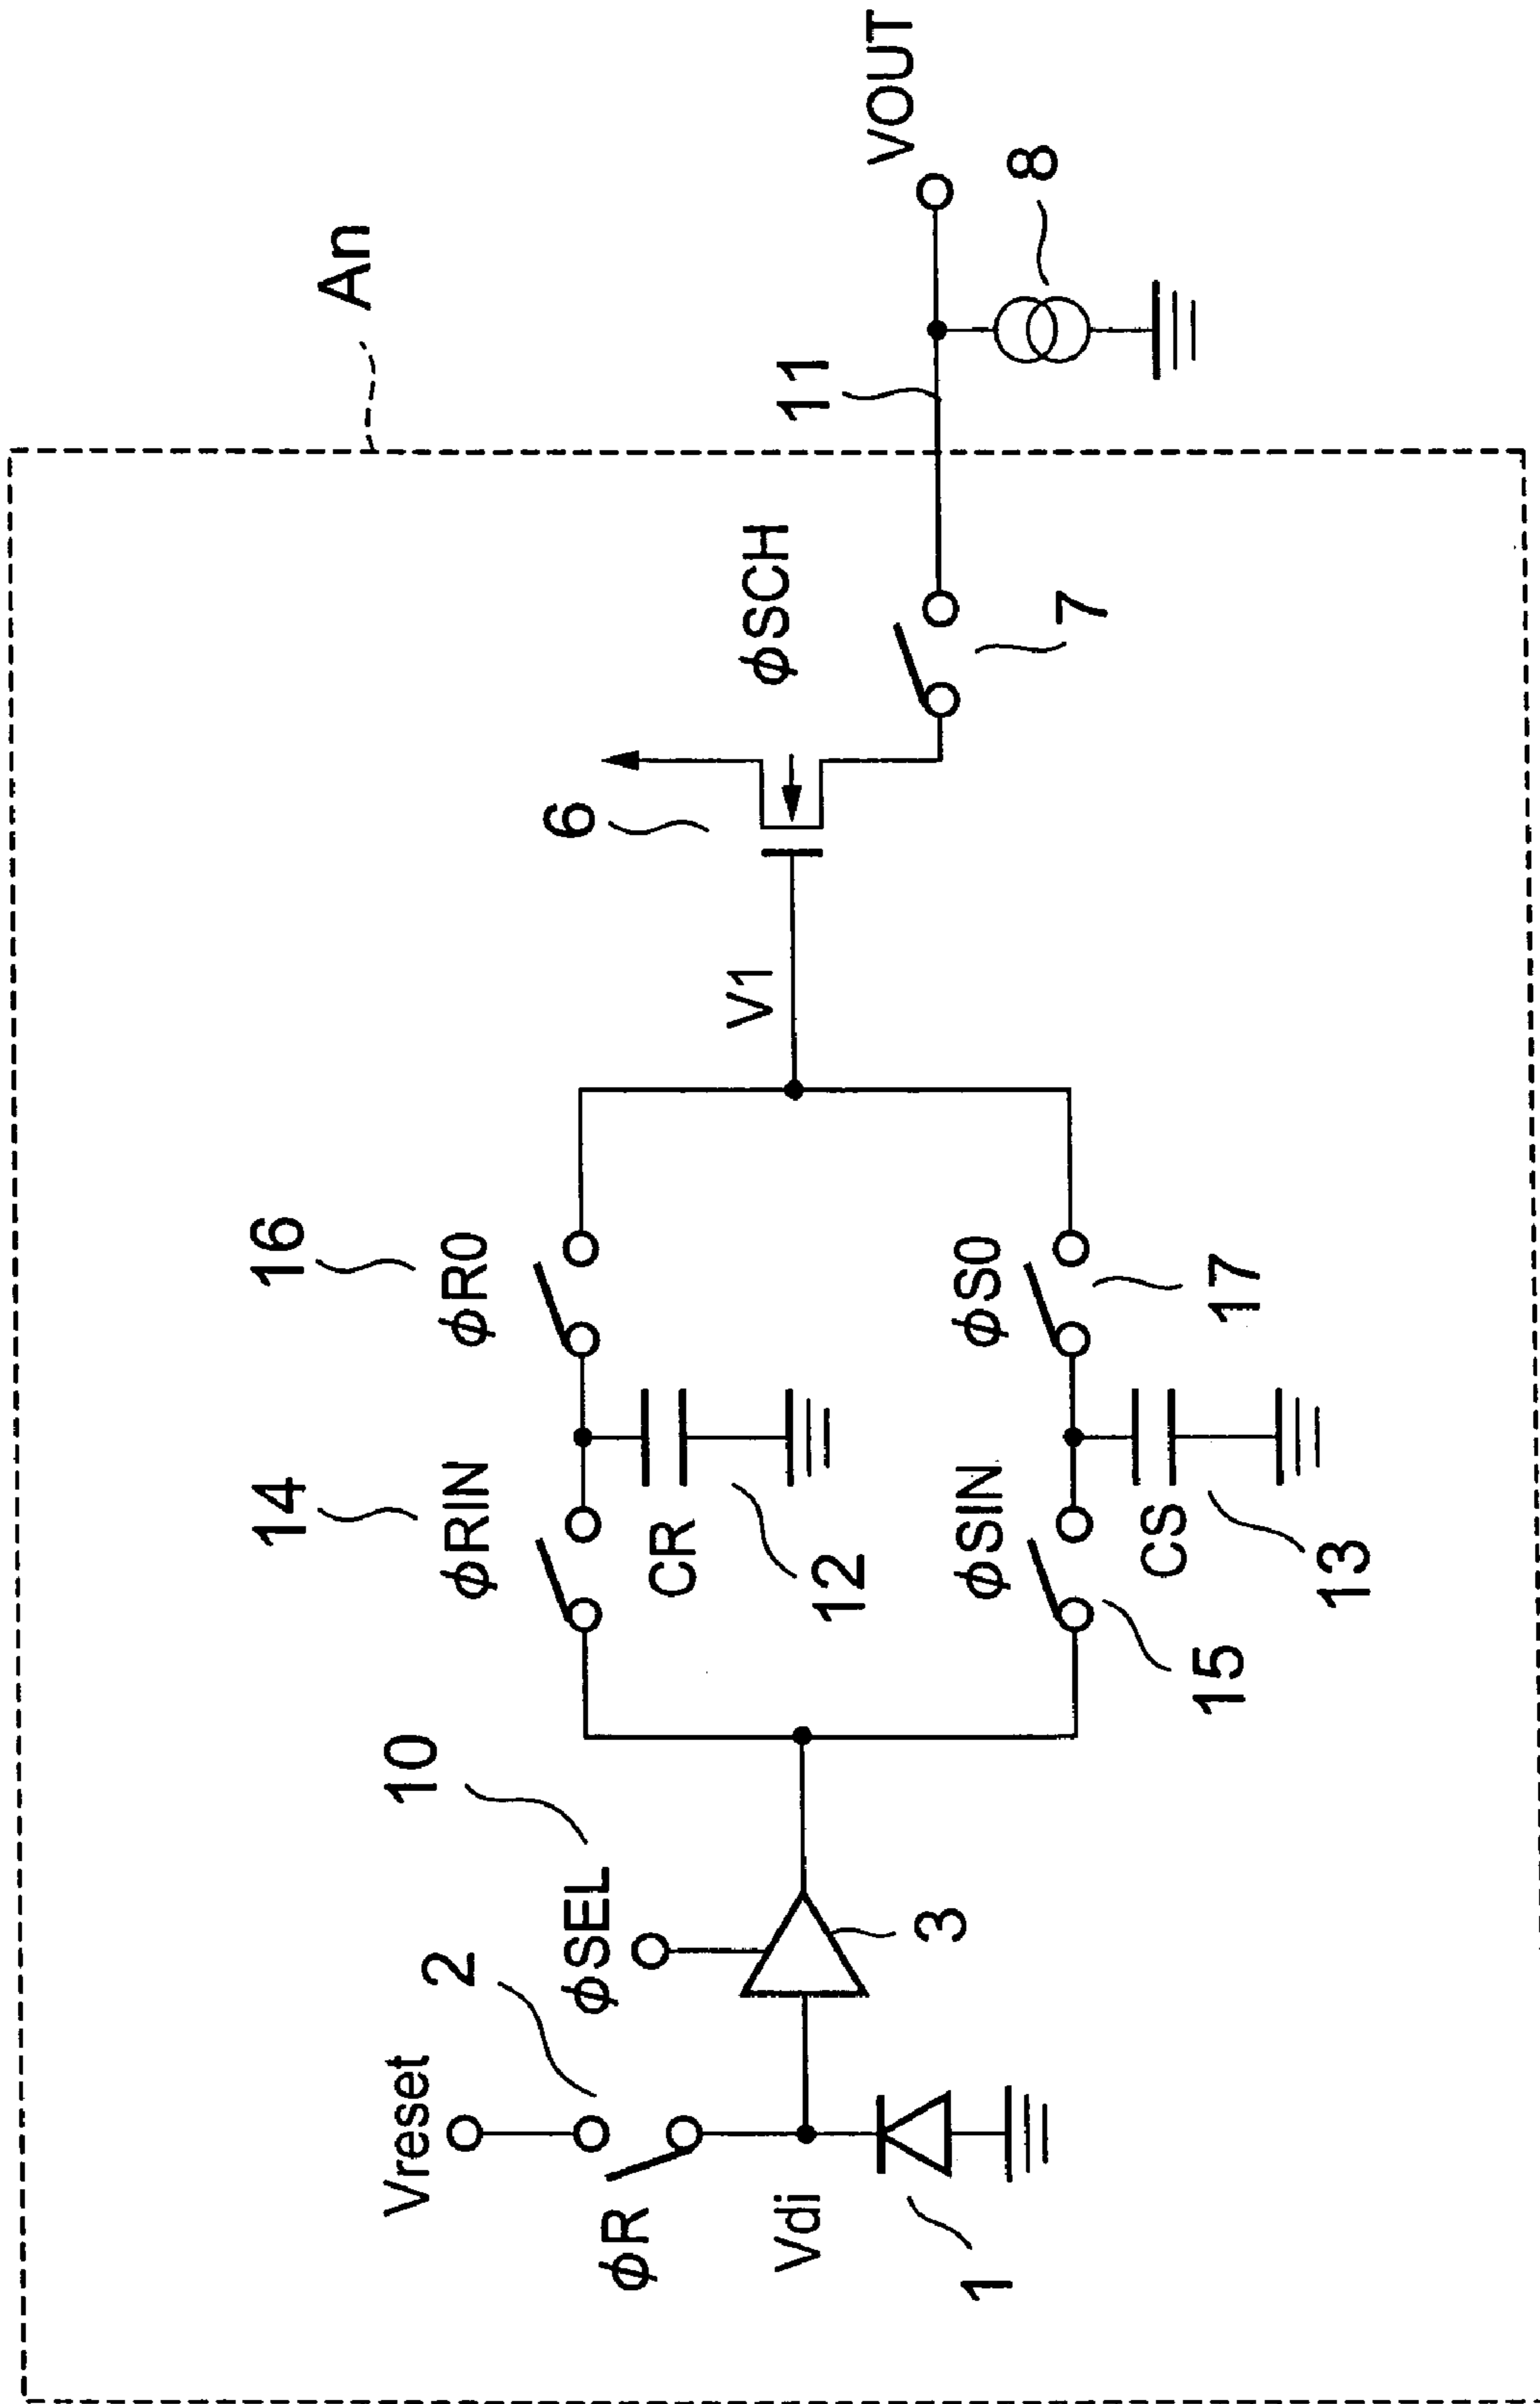 An
VOUT
8
11
φSCH
7
6
V1
16
φR0
φS0
17
14
φRIN
CR
12
φSIN
CS
13
15
10
φSEL
3
2
Vreset
φR
Vdi
1